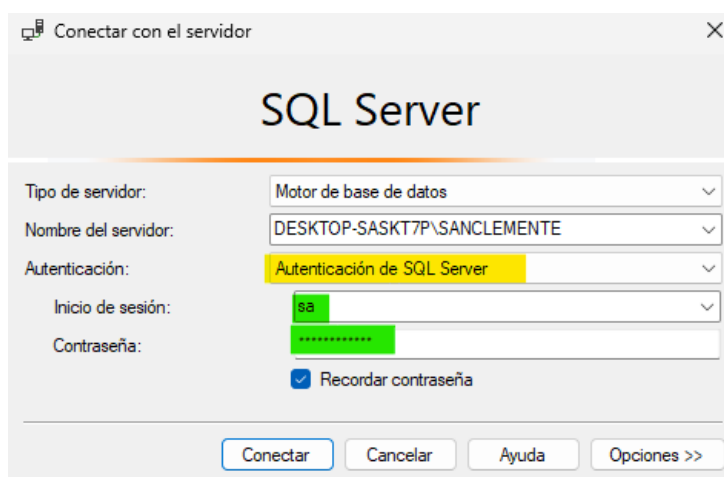 Conectar con el servidor
SQL Server
Tipo de servidor: Motor de base de datos
Nombre del servidor: DESKTOP-SASKT7P\SANCLEMENTE
Autenticación: Autenticación de SQL Server
Inicio de sesión: sa
Contraseña: ************
Recordar contraseña
Conectar Cancelar Ayuda Opciones >>